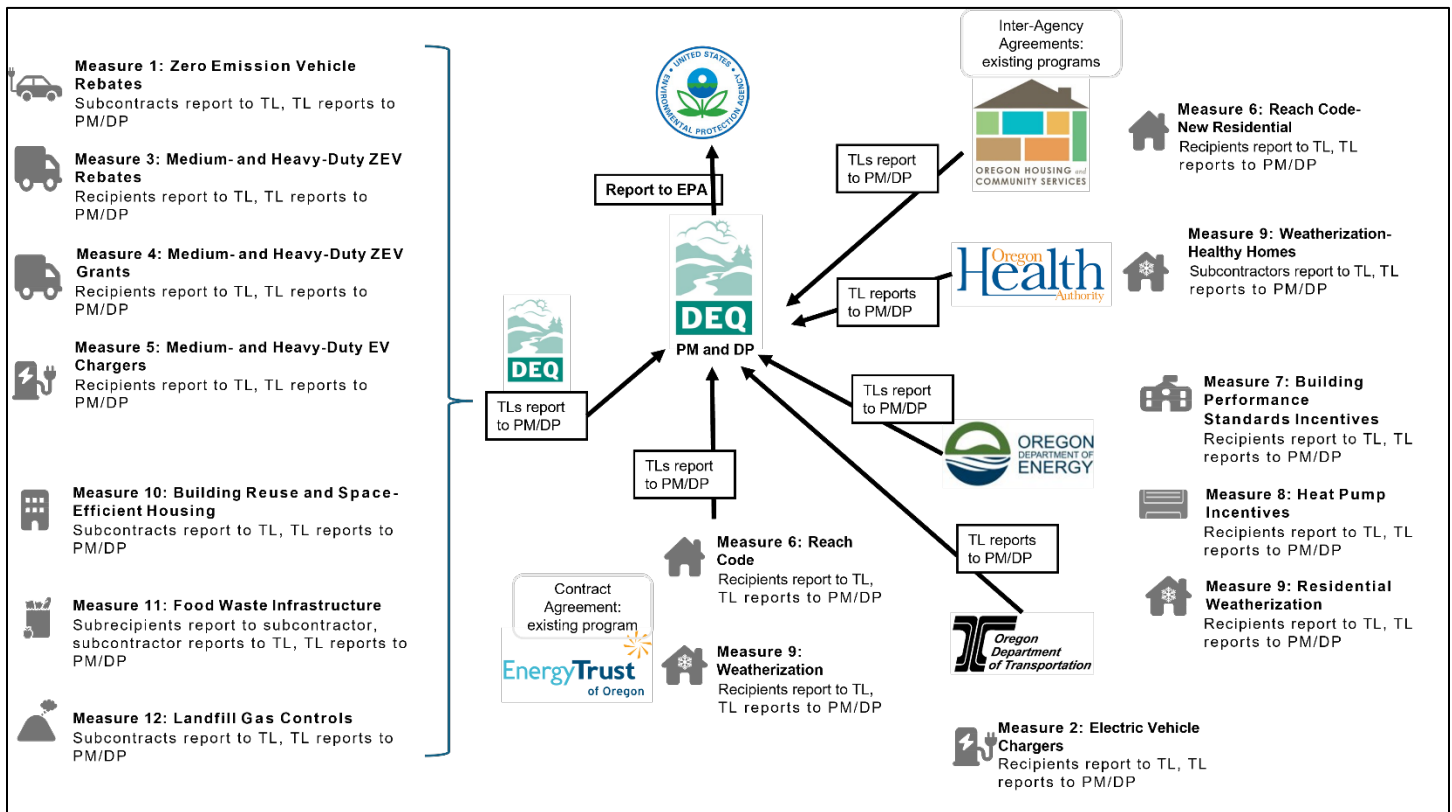 Measure 1: Zero Emission Vehicle
Rebates
Subcontracts report to TL, TL reports to
PM/DP
Measure 3: Medium- and Heavy-Duty ZEV
Rebates
Recipients report to TL, TL reports to
PM/DP
Measure 4: Medium- and Heavy-Duty ZEV
Grants
Recipients report to TL, TL reports to
PM/DP
Measure 5: Medium- and Heavy-Duty EV
Chargers
Recipients report to TL, TL reports to
PM/DP
Measure 10: Building Reuse and Space-
Efficient Housing
Subcontracts report to TL, TL reports to
PM/DP
Measure 11: Food Waste Infrastructure
Subrecipients report to subcontractor,
subcontractor reports to TL, TL reports to
PM/DP
Measure 12: Landfill Gas Controls
Subcontracts report to TL, TL reports to
PM/DP
DEQ
TLs report
to PM/DP
UNITED STATES
ENVIRONMENTAL PROTECTION AGENCY
Report to EPA
DEQ
PM and DP
TLs report
to PM/DP
Measure 6: Reach
Code
Recipients report to TL,
TL reports to PM/DP
Contract
Agreement:
existing program
EnergyTrust
of Oregon
Measure 9:
Weatherization
Recipients report to TL,
TL reports to PM/DP
Inter-Agency
Agreements:
existing programs
OREGON HOUSING and
COMMUNITY SERVICES
TLs report
to PM/DP
Measure 6: Reach Code-
New Residential
Recipients report to TL, TL
reports to PM/DP
Oregon
Health
Authority
TL reports
to PM/DP
Measure 9: Weatherization-
Healthy Homes
Subcontractors report to TL, TL
reports to PM/DP
TLs report
to PM/DP
OREGON
DEPARTMENT OF
ENERGY
Measure 7: Building
Performance
Standards Incentives
Recipients report to TL, TL
reports to PM/DP
Measure 8: Heat Pump
Incentives
Recipients report to TL, TL
reports to PM/DP
Measure 9: Residential
Weatherization
Recipients report to TL, TL
reports to PM/DP
TL reports
to PM/DP
Oregon
Department
of Transportation
Measure 2: Electric Vehicle
Chargers
Recipients report to TL, TL
reports to PM/DP